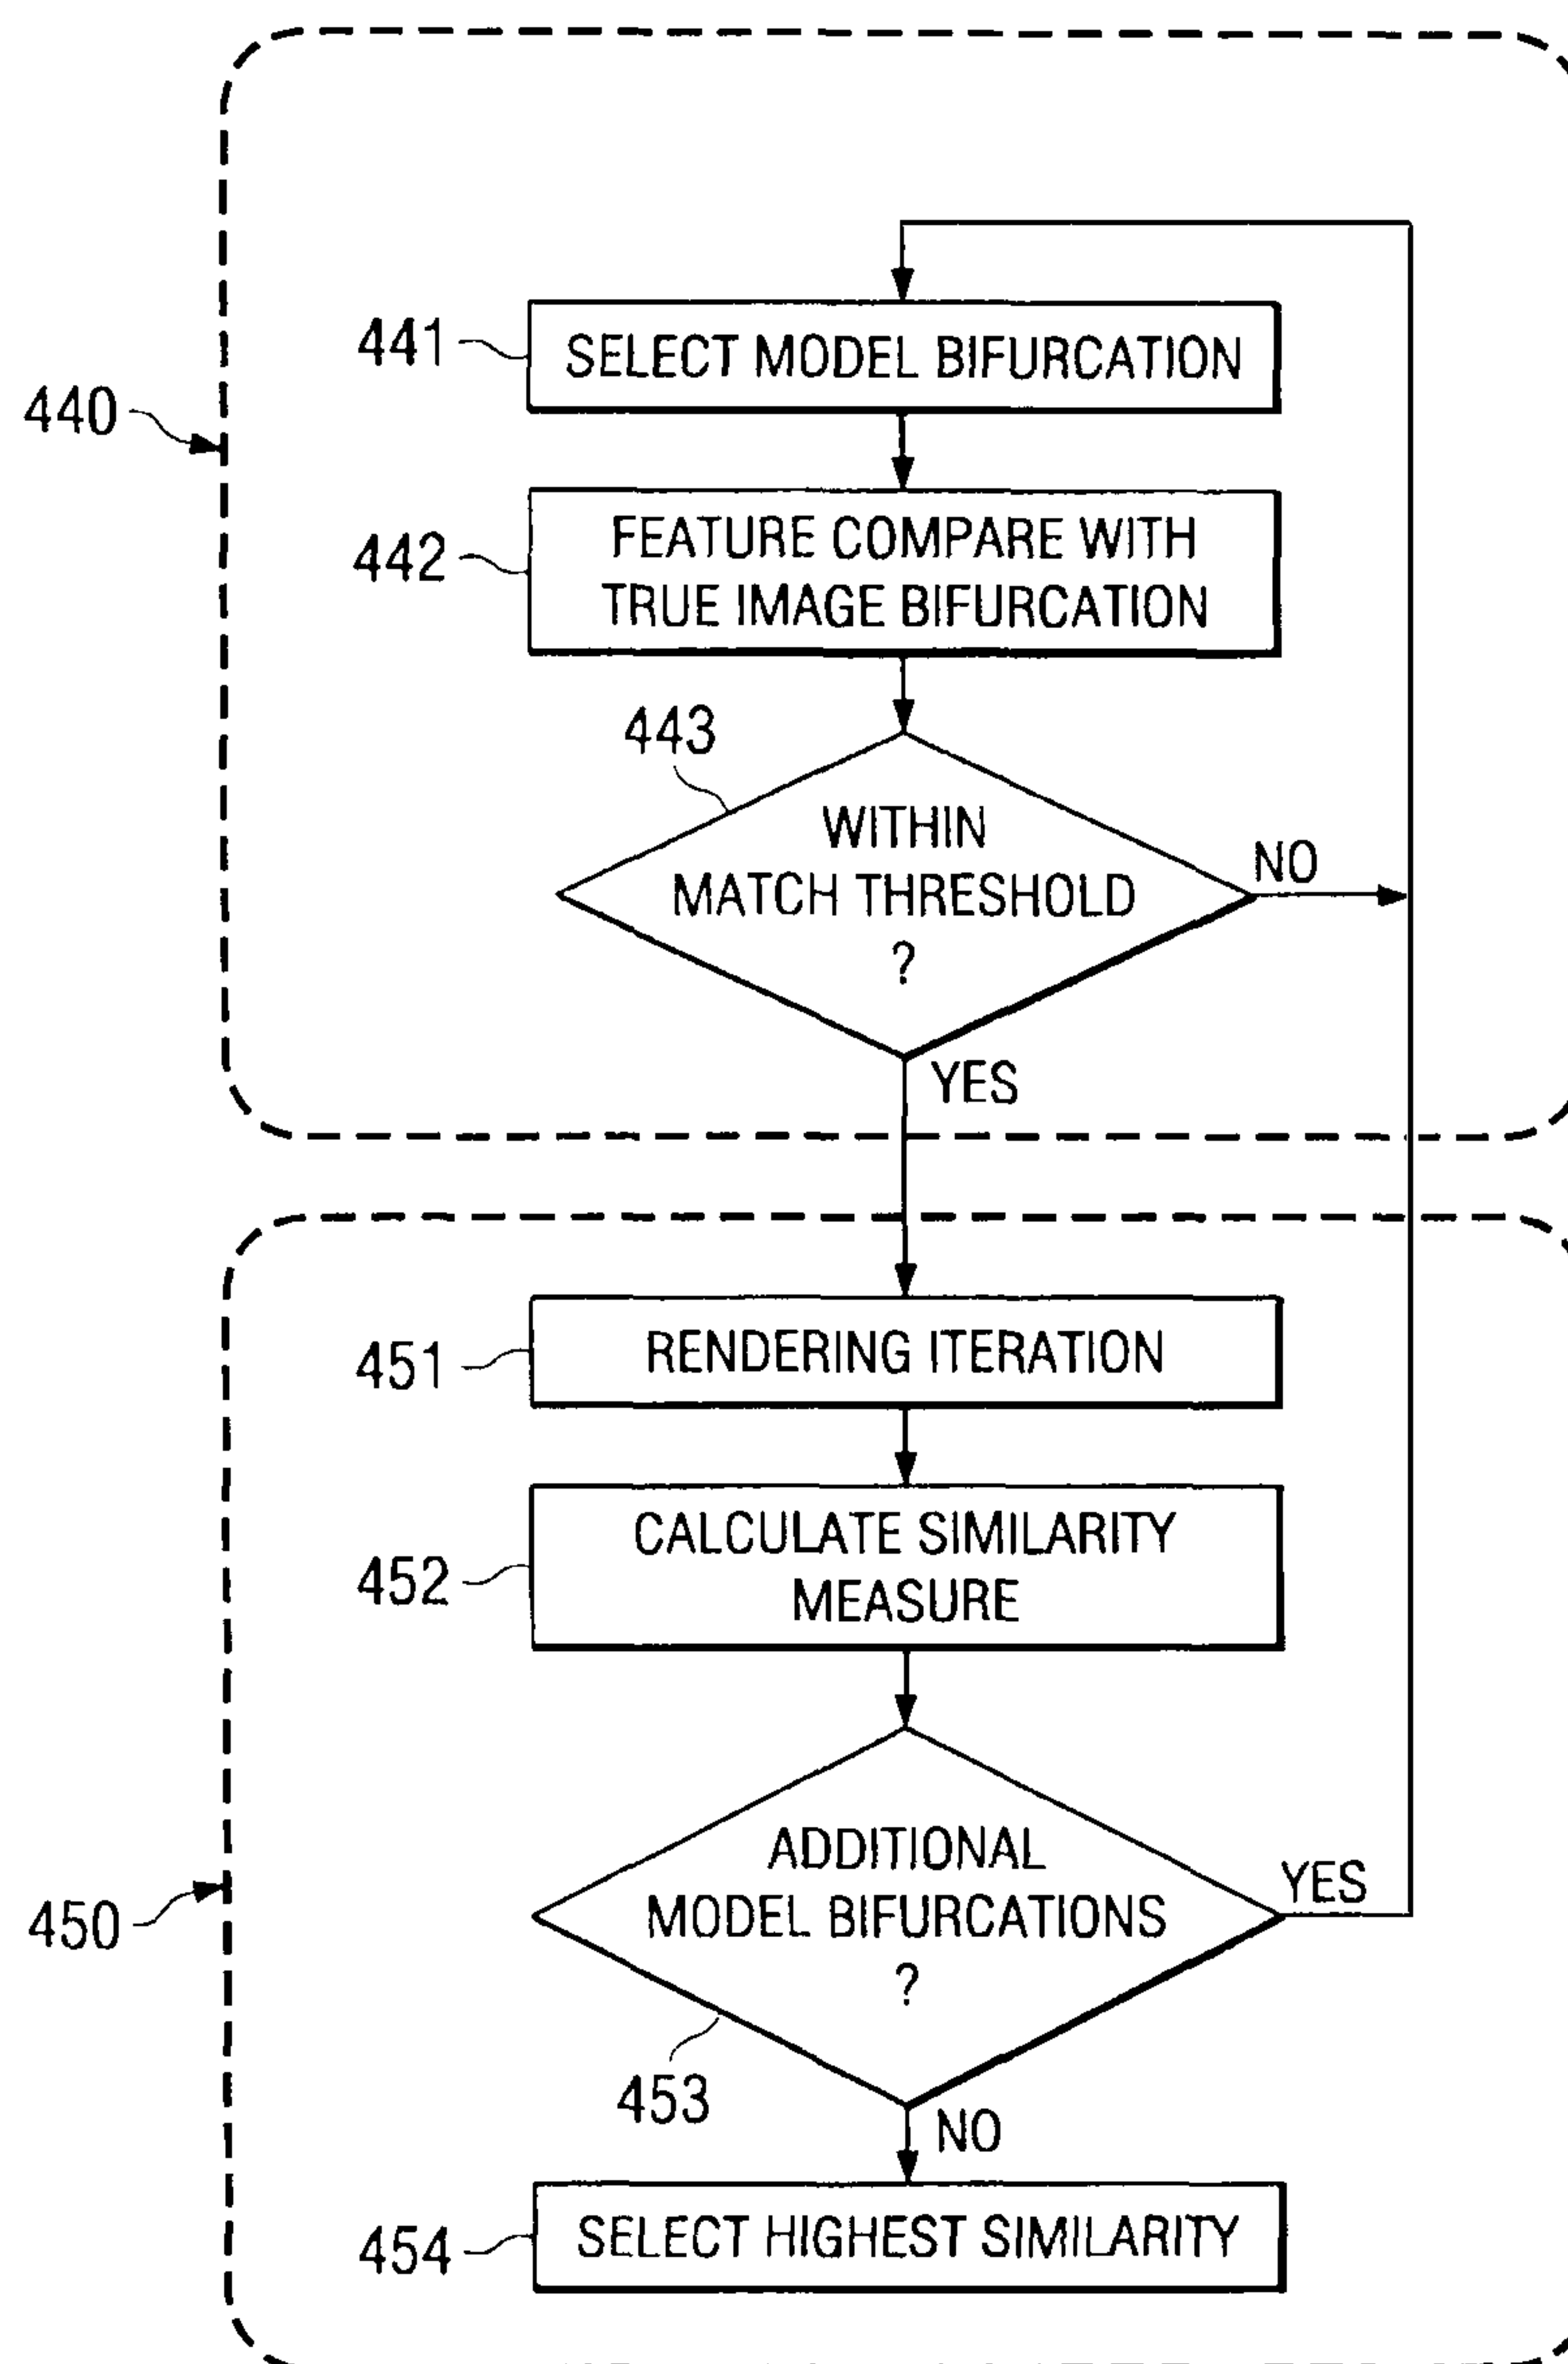 441
SELECT MODEL BIFURCATION
440
442
FEATURE COMPARE WITH
TRUE IMAGE BIFURCATION
443
WITHIN
MATCH THRESHOLD
?
NO
YES
451
RENDERING ITERATION
452
CALCULATE SIMILARITY
MEASURE
ADDITIONAL
MODEL BIFURCATIONS
?
YES
450
453
NO
454
SELECT HIGHEST SIMILARITY